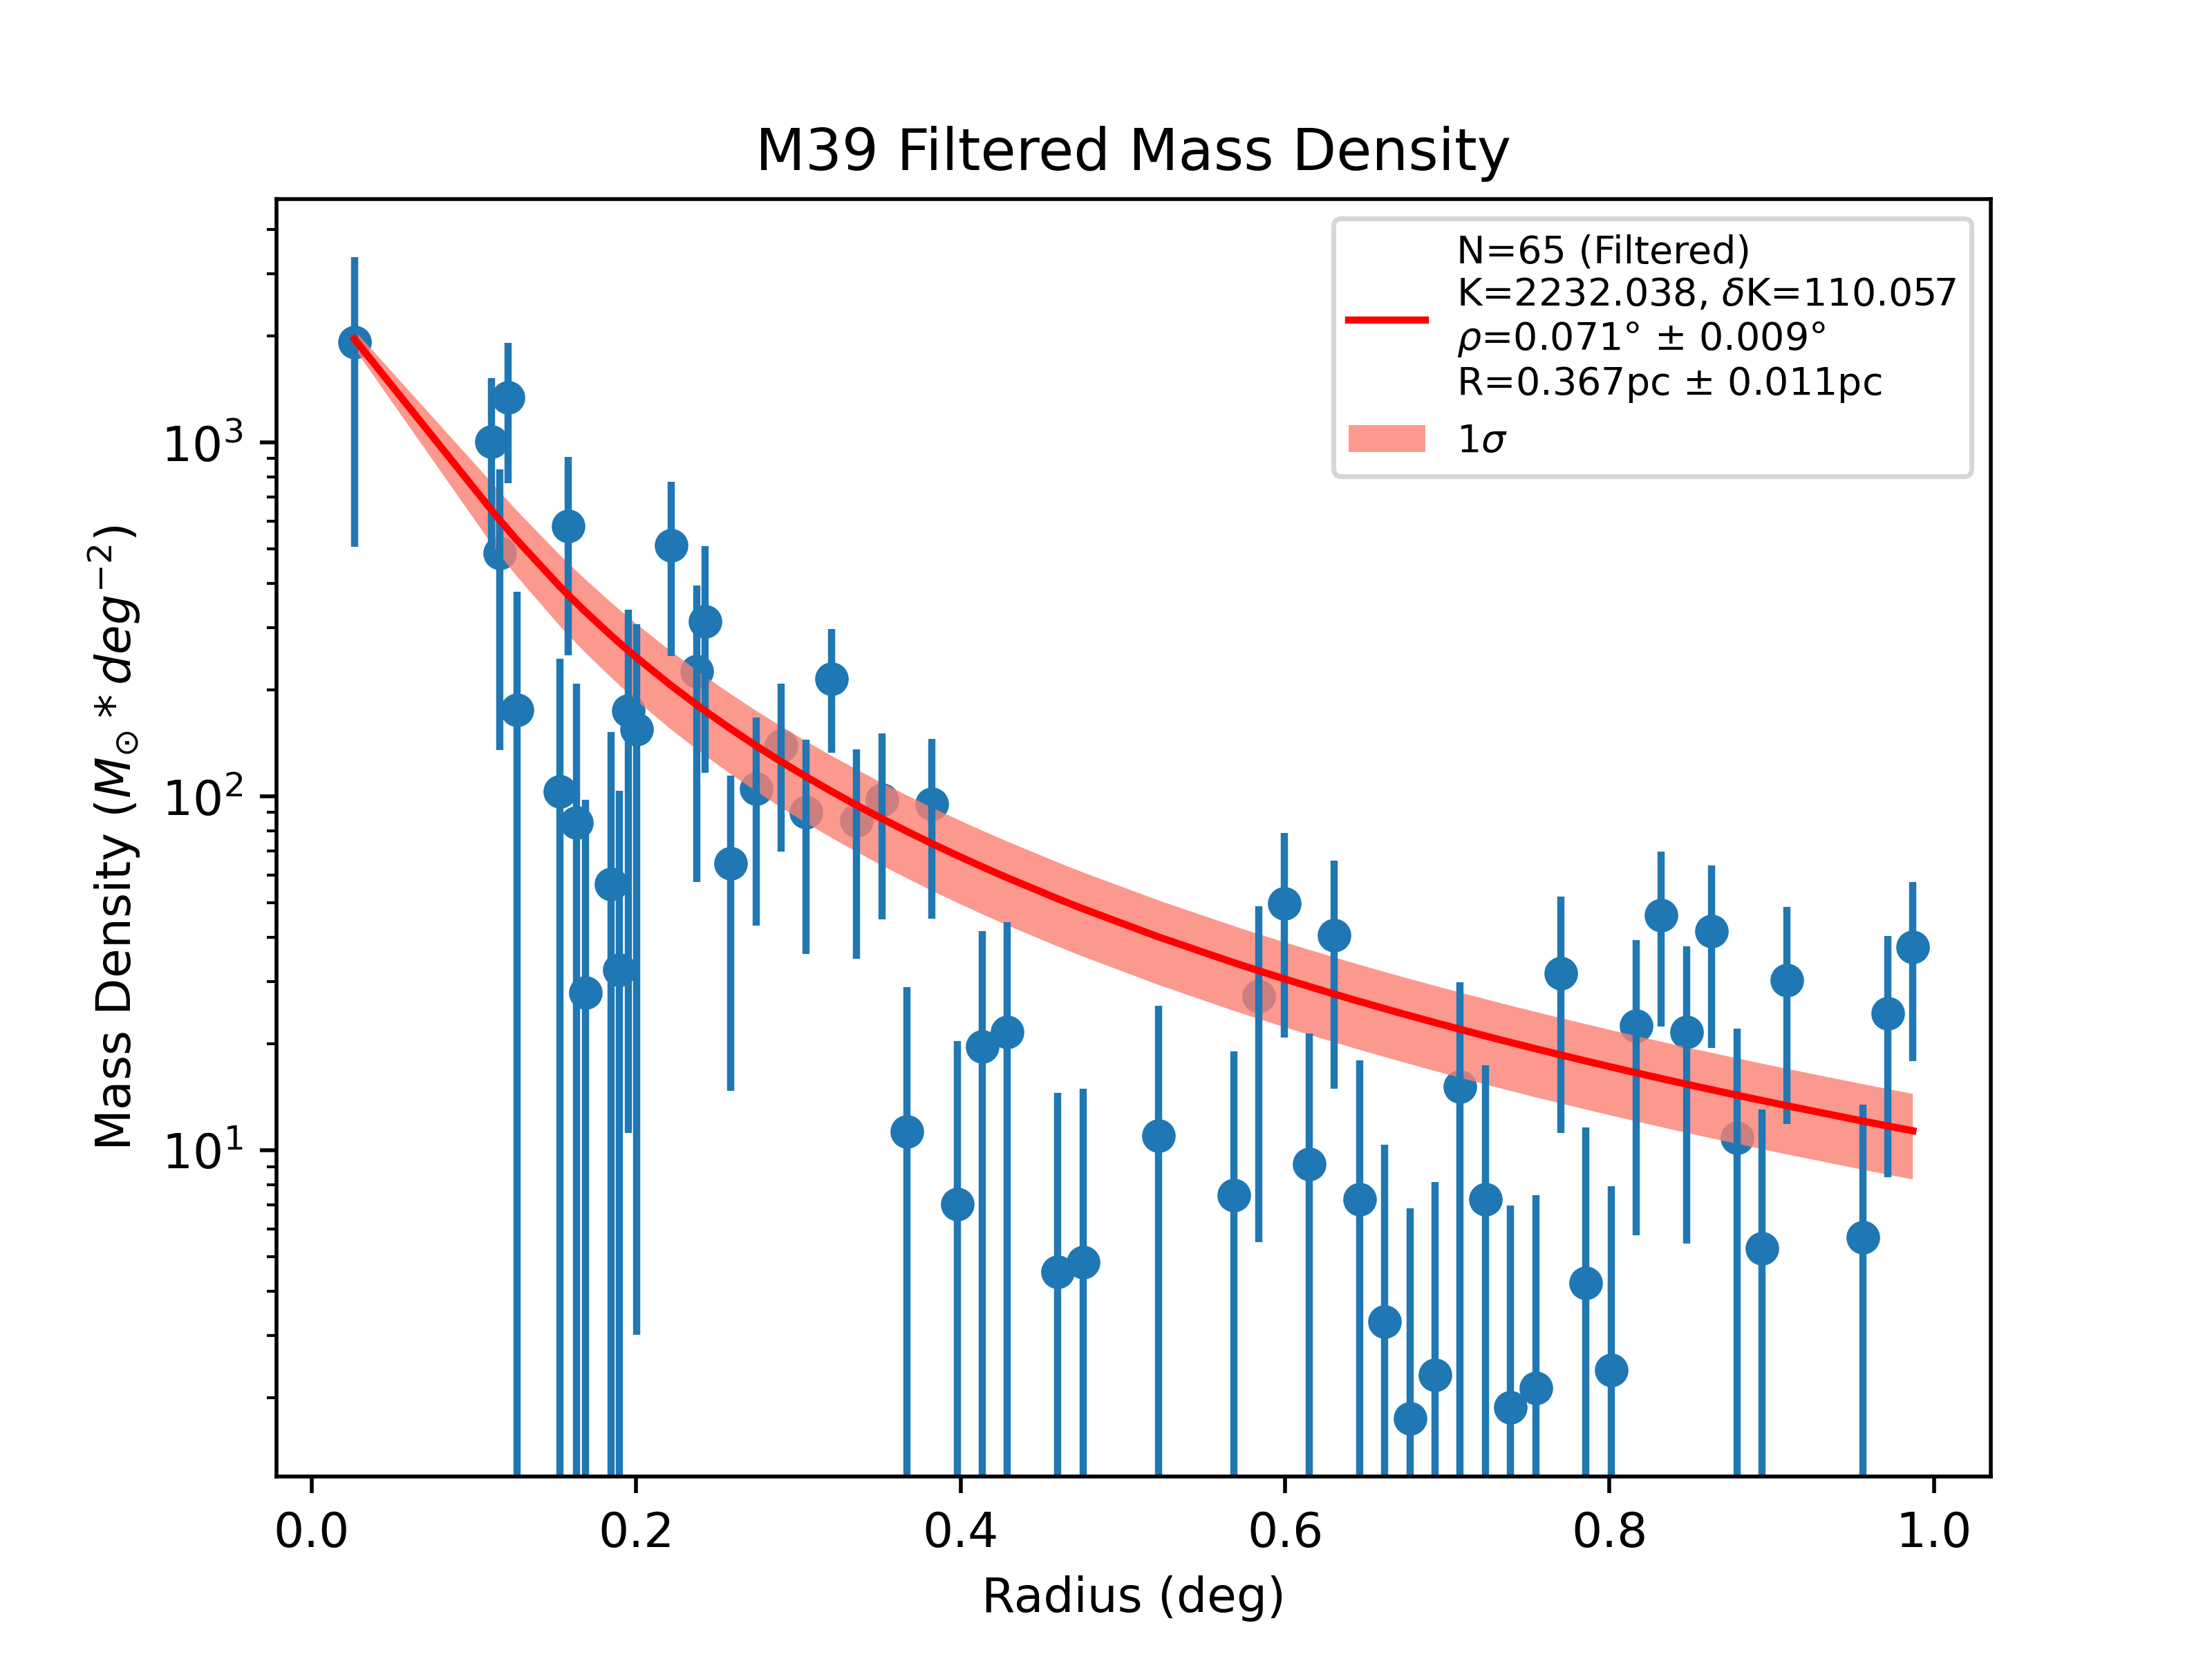 M39 Filtered Mass Density
N=65 (Filtered)
K=2232.038, δK=110.057
ρ=0.071° ± 0.009°
R=0.367pc ± 0.011pc
1σ
Mass Density (M⊙ * deg⁻²)
10³
10²
10¹
0.0 0.2 0.4 0.6 0.8 1.0
Radius (deg)